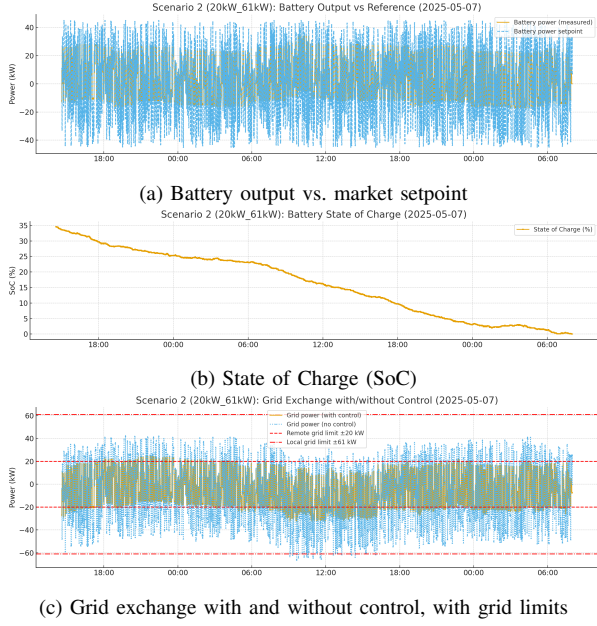 Scenario 2 (20kW_61kW): Battery Output vs Reference (2025-05-07)
Battery power (measured)
Battery power setpoint
Power (kW)
40
20
0
−20
−40
18:00 00:00 06:00 12:00 18:00 00:00 06:00
(a) Battery output vs. market setpoint
Scenario 2 (20kW_61kW): Battery State of Charge (2025-05-07)
State of Charge (%)
SoC (%)
35
30
25
20
15
10
5
0
18:00 00:00 06:00 12:00 18:00 00:00 06:00
(b) State of Charge (SoC)
Scenario 2 (20kW_61kW): Grid Exchange with/without Control (2025-05-07)
Grid power (with control)
Grid power (no control)
Remote grid limit ±20 kW
Local grid limit ±61 kW
Power (kW)
60
40
20
0
−20
−40
−60
18:00 00:00 06:00 12:00 18:00 00:00 06:00
(c) Grid exchange with and without control, with grid limits